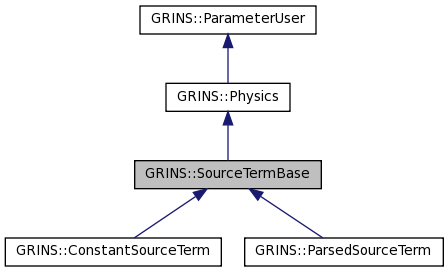 GRINS::ParameterUser
GRINS::Physics
GRINS::SourceTermBase
GRINS::ConstantSourceTerm
GRINS::ParsedSourceTerm